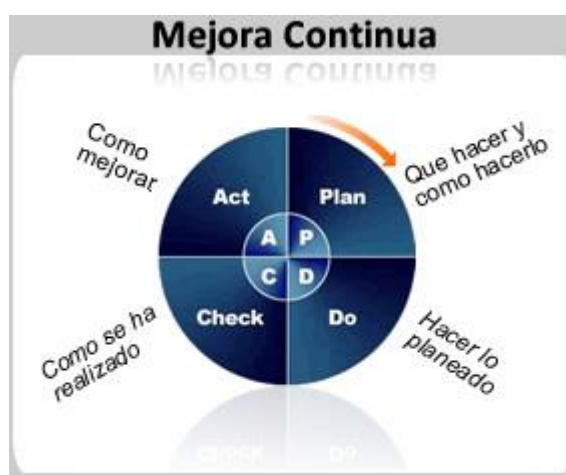 Mejora Continua
Como
mejorar
Que hacer y
como hacerlo
Act
Plan
A
P
C
D
Check
Do
Como se ha
realizado
Hacer lo
planeado